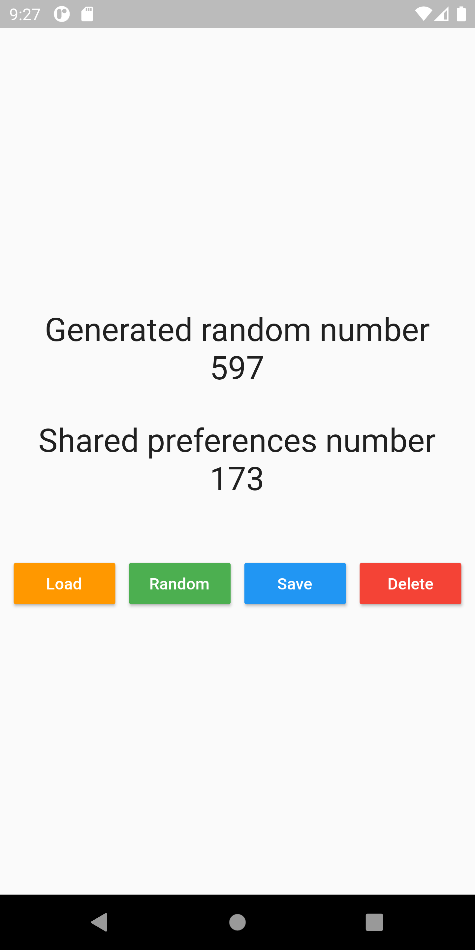 9:27
Generated random number
597
Shared preferences number
173
Load Random Save Delete